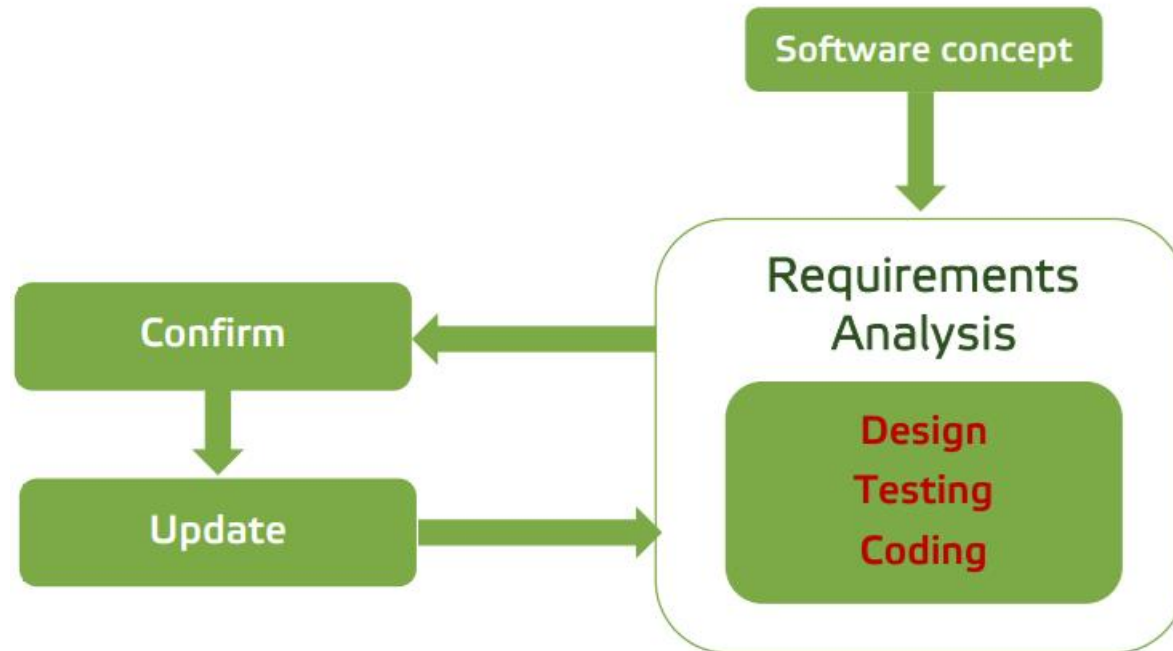 Software concept
Requirements
Analysis
Confirm
Design
Testing
Update
Coding